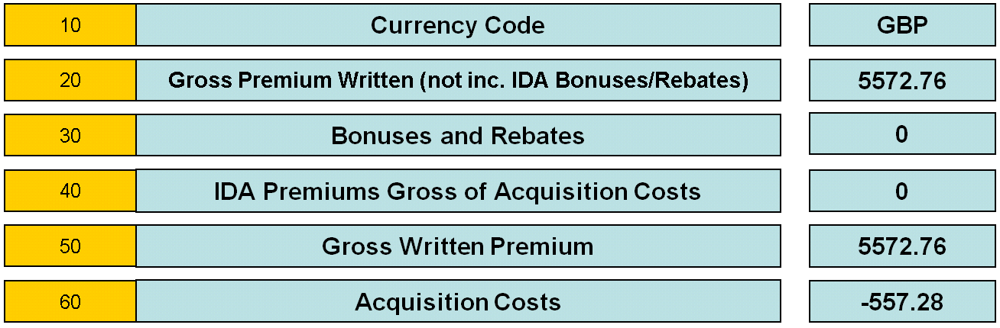 10 Currency Code GBP
20 Gross Premium Written (not inc. IDA Bonuses/Rebates) 5572.76
30 Bonuses and Rebates 0
40 IDA Premiums Gross of Acquisition Costs 0
50 Gross Written Premium 5572.76
60 Acquisition Costs -557.28